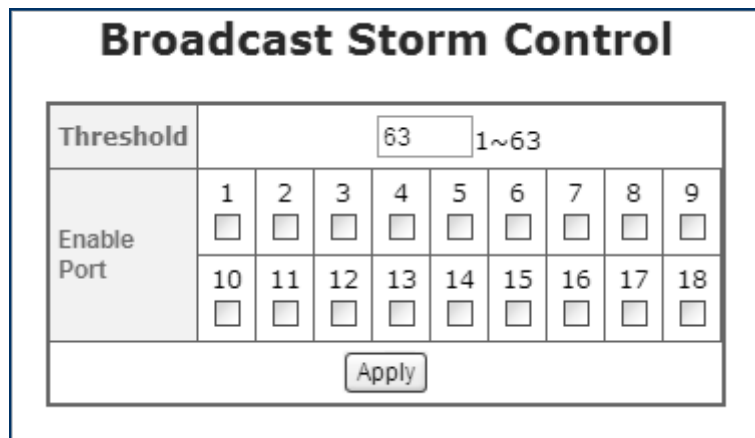 Broadcast Storm Control
Threshold 63 1~63
Enable Port
1 2 3 4 5 6 7 8 9
10 11 12 13 14 15 16 17 18
Apply